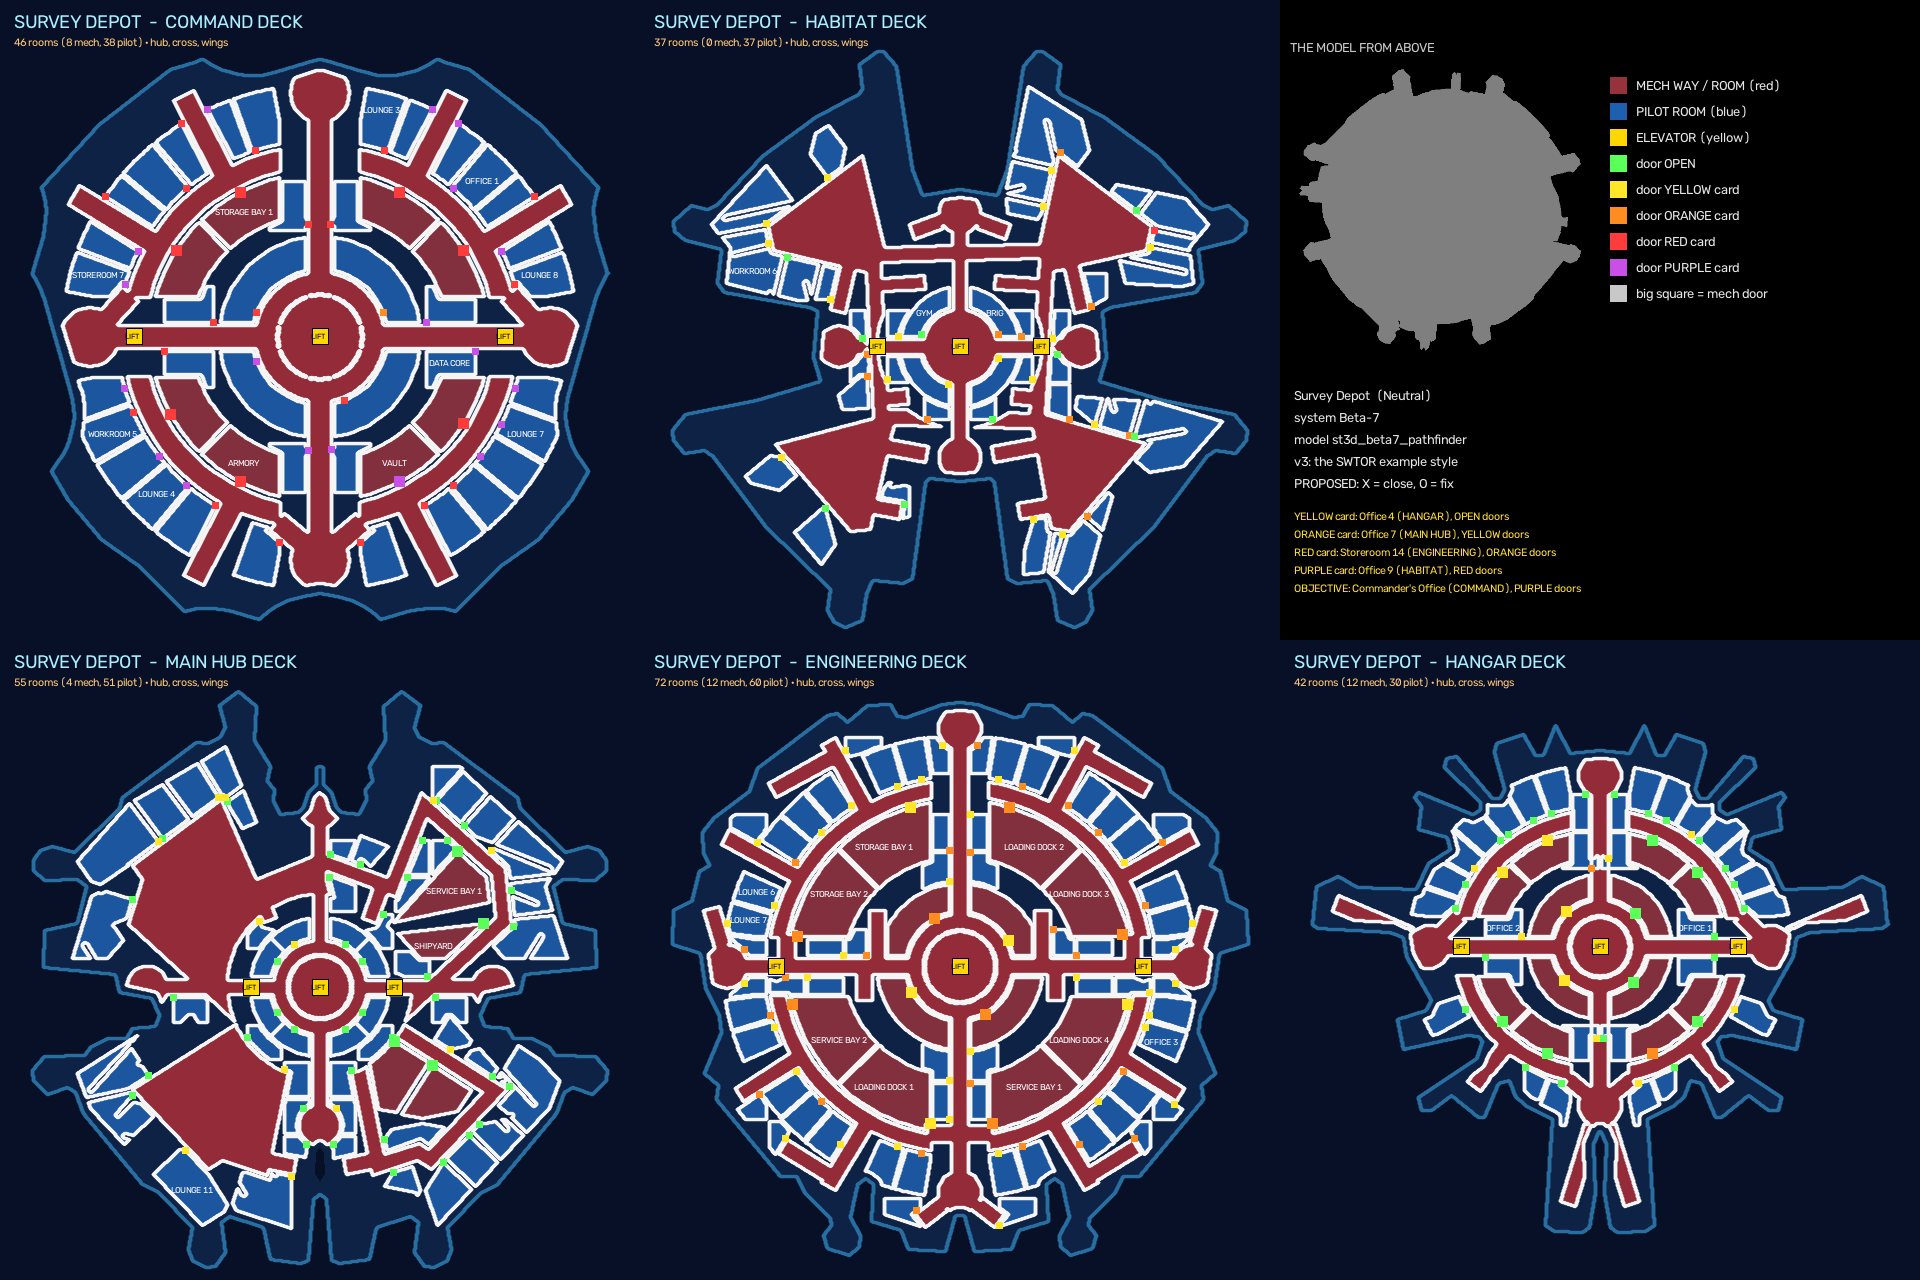 SURVEY DEPOT - COMMAND DECK
46 rooms (8 mech, 38 pilot) • hub, cross, wings
LOUNGE 3
OFFICE 1
STORAGE BAY 1
STOREROOM 7
LOUNGE 8
LIFT
LIFT
LIFT
DATA CORE
WORKROOM 5
LOUNGE 7
ARMORY
VAULT
LOUNGE 4
SURVEY DEPOT - HABITAT DECK
37 rooms (0 mech, 37 pilot) • hub, cross, wings
WORKROOM 6
GYM
BRIG
LIFT
LIFT
LIFT
THE MODEL FROM ABOVE
MECH WAY / ROOM (red)
PILOT ROOM (blue)
ELEVATOR (yellow)
door OPEN
door YELLOW card
door ORANGE card
door RED card
door PURPLE card
big square = mech door
Survey Depot (Neutral)
system Beta-7
model st3d_beta7_pathfinder
v3: the SWTOR example style
PROPOSED: X = close, O = fix
YELLOW card: Office 4 (HANGAR), OPEN doors
ORANGE card: Office 7 (MAIN HUB), YELLOW doors
RED card: Storeroom 14 (ENGINEERING), ORANGE doors
PURPLE card: Office 9 (HABITAT), RED doors
OBJECTIVE: Commander's Office (COMMAND), PURPLE doors
SURVEY DEPOT - MAIN HUB DECK
55 rooms (4 mech, 51 pilot) • hub, cross, wings
SERVICE BAY 1
SHIPYARD
LIFT
LIFT
LIFT
LOUNGE 11
SURVEY DEPOT - ENGINEERING DECK
72 rooms (12 mech, 60 pilot) • hub, cross, wings
STORAGE BAY 1
LOADING DOCK 2
LOUNGE 6
STORAGE BAY 2
LOADING DOCK 3
LOUNGE 7
LIFT
LIFT
LIFT
SERVICE BAY 2
LOADING DOCK 4
OFFICE 3
LOADING DOCK 1
SERVICE BAY 1
SURVEY DEPOT - HANGAR DECK
42 rooms (12 mech, 30 pilot) • hub, cross, wings
OFFICE 2
OFFICE 1
LIFT
LIFT
LIFT